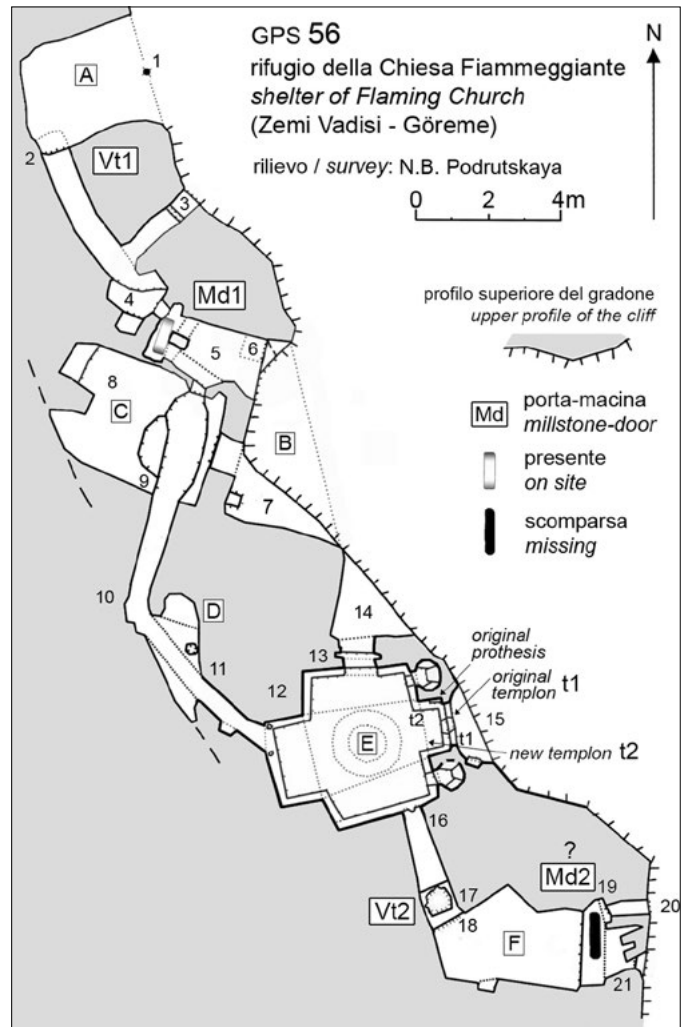 GPS 56
rifugio della Chiesa Fiammeggiante
shelter of Flaming Church
(Zemi Vadisi - Göreme)
rilievo / survey: N.B. Podrutskaya
0 2 4m
N
profilo superiore del gradone
upper profile of the cliff
Md
porta-macina
millstone-door
presente
on site
scomparsa
missing
A
1
2
Vt1
3
4
Md1
5
6
8
C
B
9
7
10
D
11
14
13
12
original
prothesis
original
templon t1
t2
15
E
t1
new templon t2
16
?
Md2
17
19
Vt2
18
20
F
21